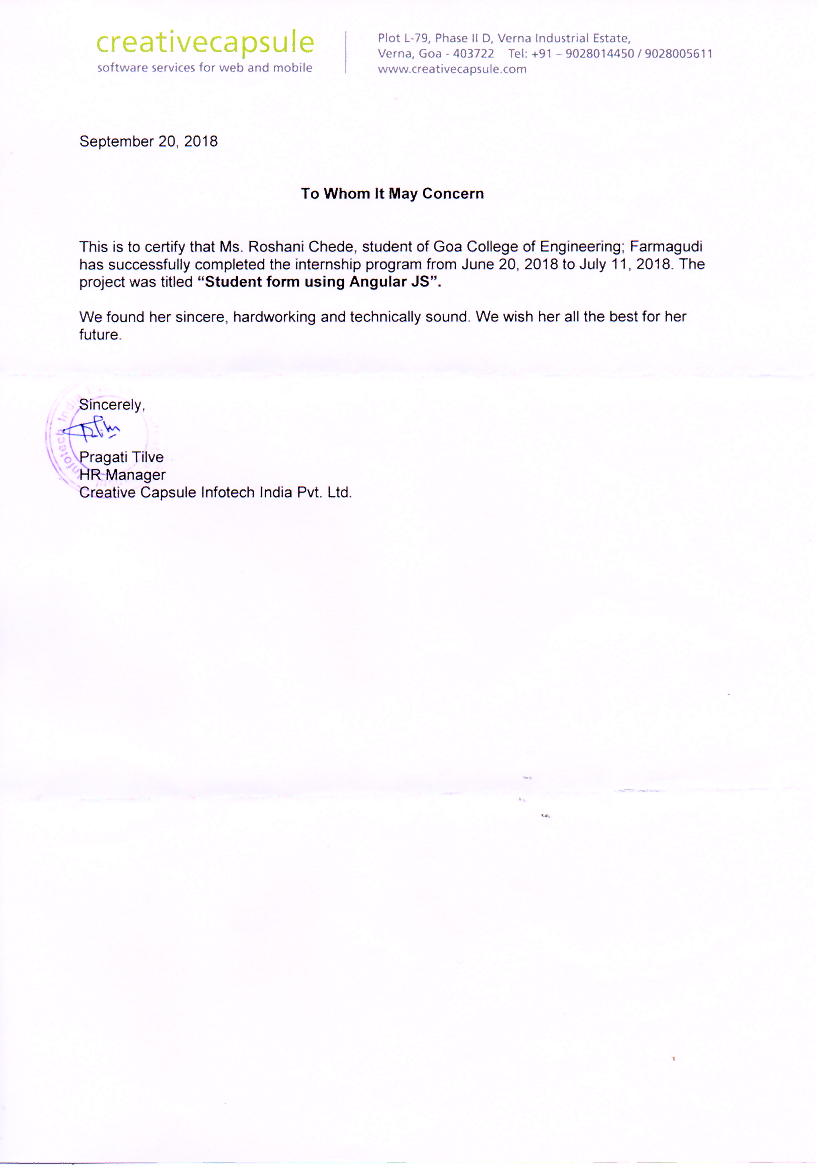 creativecapsule
software services for web and mobile
Plot L-79, Phase II D, Verna Industrial Estate,
Verna, Goa - 403722 Tel: +91 – 9028014450 / 9028005611
www.creativecapsule.com
September 20, 2018
To Whom It May Concern
This is to certify that Ms. Roshani Chede, student of Goa College of Engineering; Farmagudi
has successfully completed the internship program from June 20, 2018 to July 11, 2018. The
project was titled “Student form using Angular JS”.
We found her sincere, hardworking and technically sound. We wish her all the best for her
future.
Sincerely,
Pragati Tilve
HR Manager
Creative Capsule Infotech India Pvt. Ltd.